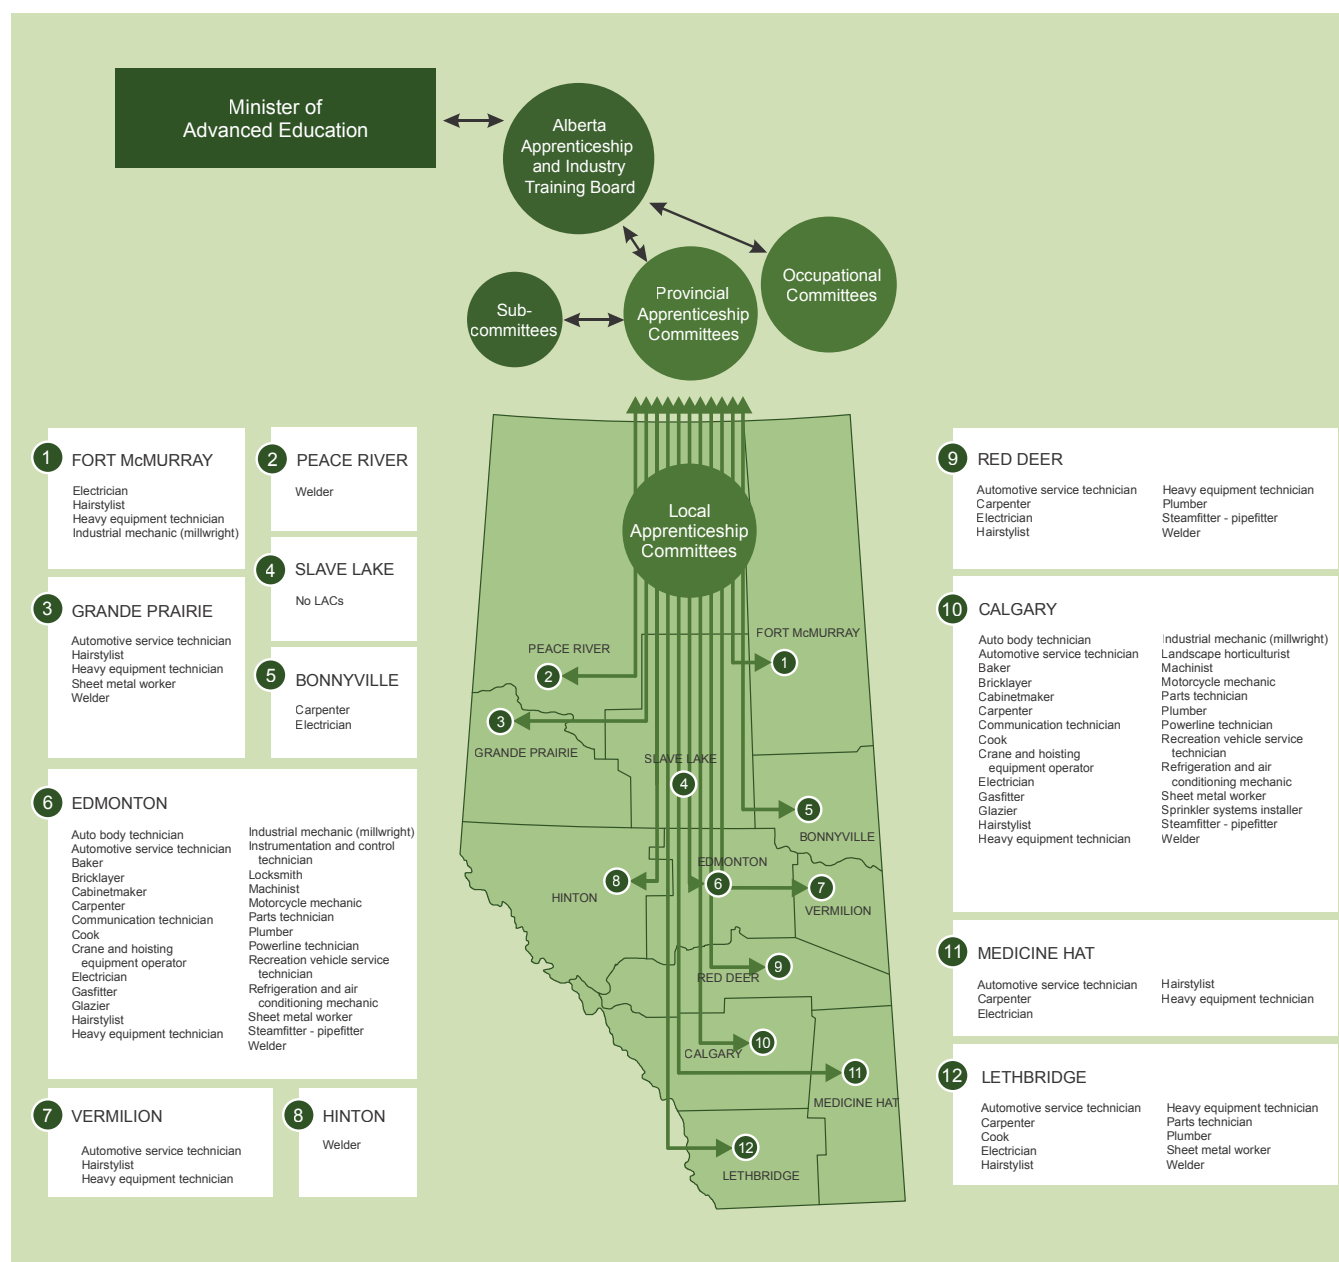 Minister of
Advanced Education
Alberta
Apprenticeship
and Industry
Training Board
Occupational
Committees
Provincial
Apprenticeship
Committees
Sub-
committees
Local
Apprenticeship
Committees
1 FORT McMURRAY
Electrician
Hairstylist
Heavy equipment technician
Industrial mechanic (millwright)
2 PEACE RIVER
Welder
3 GRANDE PRAIRIE
Automotive service technician
Hairstylist
Heavy equipment technician
Sheet metal worker
Welder
4 SLAVE LAKE
No LACs
5 BONNYVILLE
Carpenter
Electrician
6 EDMONTON
Auto body technician
Automotive service technician
Baker
Bricklayer
Cabinetmaker
Carpenter
Communication technician
Cook
Crane and hoisting
equipment operator
Electrician
Gasfitter
Glazier
Hairstylist
Heavy equipment technician
Industrial mechanic (millwright)
Instrumentation and control
technician
Locksmith
Machinist
Motorcycle mechanic
Parts technician
Plumber
Powerline technician
Recreation vehicle service
technician
Refrigeration and air
conditioning mechanic
Sheet metal worker
Steamfitter - pipefitter
Welder
7 VERMILION
Automotive service technician
Hairstylist
Heavy equipment technician
8 HINTON
Welder
PEACE RIVER
2
FORT McMURRAY
1
3
GRANDE PRAIRIE
SLAVE LAKE
4
5
BONNYVILLE
EDMONTON
6
7
VERMILION
8
HINTON
9
RED DEER
10
CALGARY
11
MEDICINE HAT
12
LETHBRIDGE
9 RED DEER
Automotive service technician
Carpenter
Electrician
Hairstylist
Heavy equipment technician
Plumber
Steamfitter - pipefitter
Welder
10 CALGARY
Auto body technician
Automotive service technician
Baker
Bricklayer
Cabinetmaker
Carpenter
Communication technician
Cook
Crane and hoisting
equipment operator
Electrician
Gasfitter
Glazier
Hairstylist
Heavy equipment technician
Industrial mechanic (millwright)
Landscape horticulturist
Machinist
Motorcycle mechanic
Parts technician
Plumber
Powerline technician
Recreation vehicle service
technician
Refrigeration and air
conditioning mechanic
Sheet metal worker
Sprinkler systems installer
Steamfitter - pipefitter
Welder
11 MEDICINE HAT
Automotive service technician
Carpenter
Electrician
Hairstylist
Heavy equipment technician
12 LETHBRIDGE
Automotive service technician
Carpenter
Cook
Electrician
Hairstylist
Heavy equipment technician
Parts technician
Plumber
Sheet metal worker
Welder